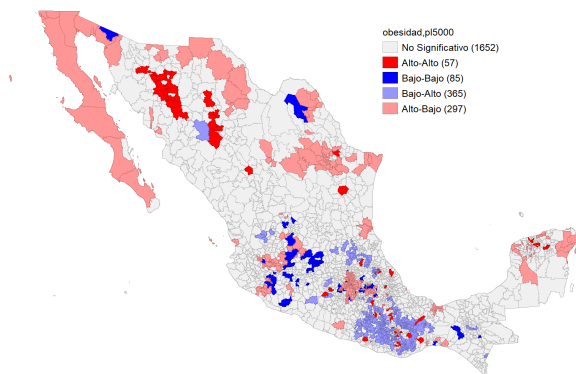 obesidad,pl5000
No Significativo (1652)
Alto-Alto (57)
Bajo-Bajo (85)
Bajo-Alto (365)
Alto-Bajo (297)